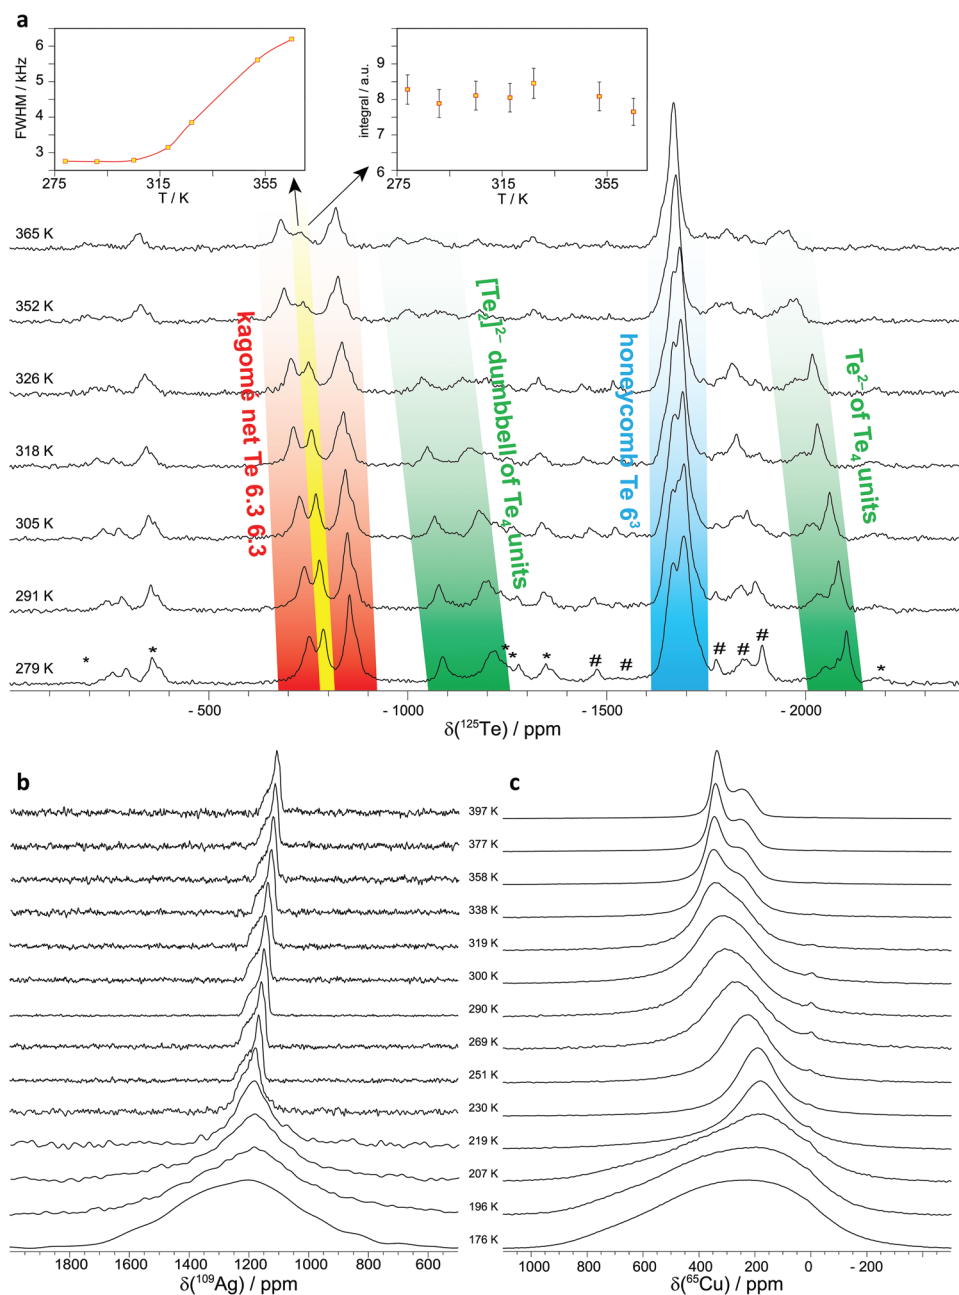 a
6
5
4
3
FWHM / kHz
275
315
355
T / K
9
8
7
6
integral / a.u.
275
315
355
T / K
365 K
352 K
326 K
318 K
305 K
291 K
279 K
kagomé net Te 6.3 6.3
[Te₂]²⁻ dumbbell of Te₄ units
honeycomb Te 6³
Te²⁻ of Te₄ units
* * * * * # # # # # *
- 500
- 1000
- 1500
- 2000
δ(¹²⁵Te) / ppm
b
c
397 K
377 K
358 K
338 K
319 K
300 K
290 K
269 K
251 K
230 K
219 K
207 K
196 K
176 K
1800 1600 1400 1200 1000 800 600
δ(¹⁰⁹Ag) / ppm
1000 800 600 400 200 0 - 200
δ(⁶⁵Cu) / ppm